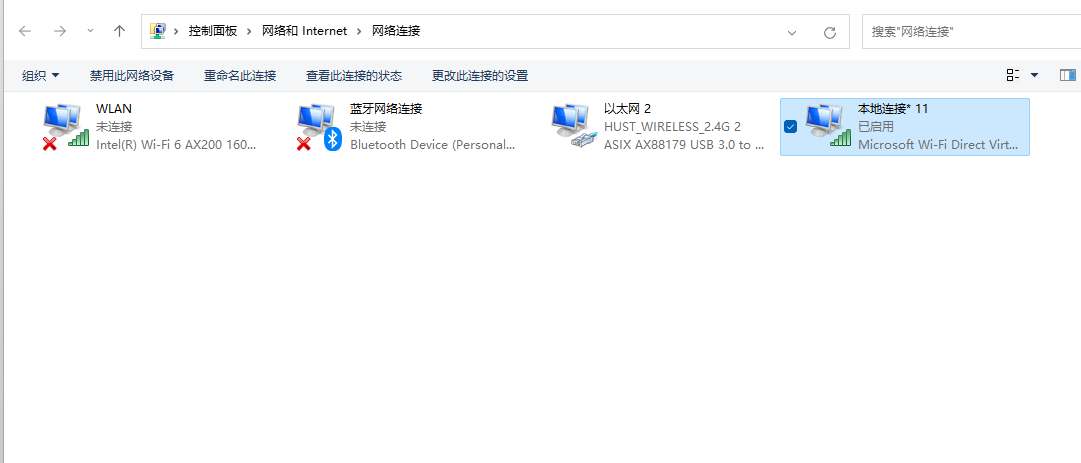 控制面板 › 网络和 Internet › 网络连接
搜索"网络连接"
组织 禁用此网络设备 重命名此连接 查看此连接的状态 更改此连接的设置
WLAN
未连接
Intel(R) Wi-Fi 6 AX200 160...
蓝牙网络连接
未连接
Bluetooth Device (Personal...
以太网 2
HUST_WIRELESS_2.4G 2
ASIX AX88179 USB 3.0 to ...
本地连接* 11
已启用
Microsoft Wi-Fi Direct Virt...